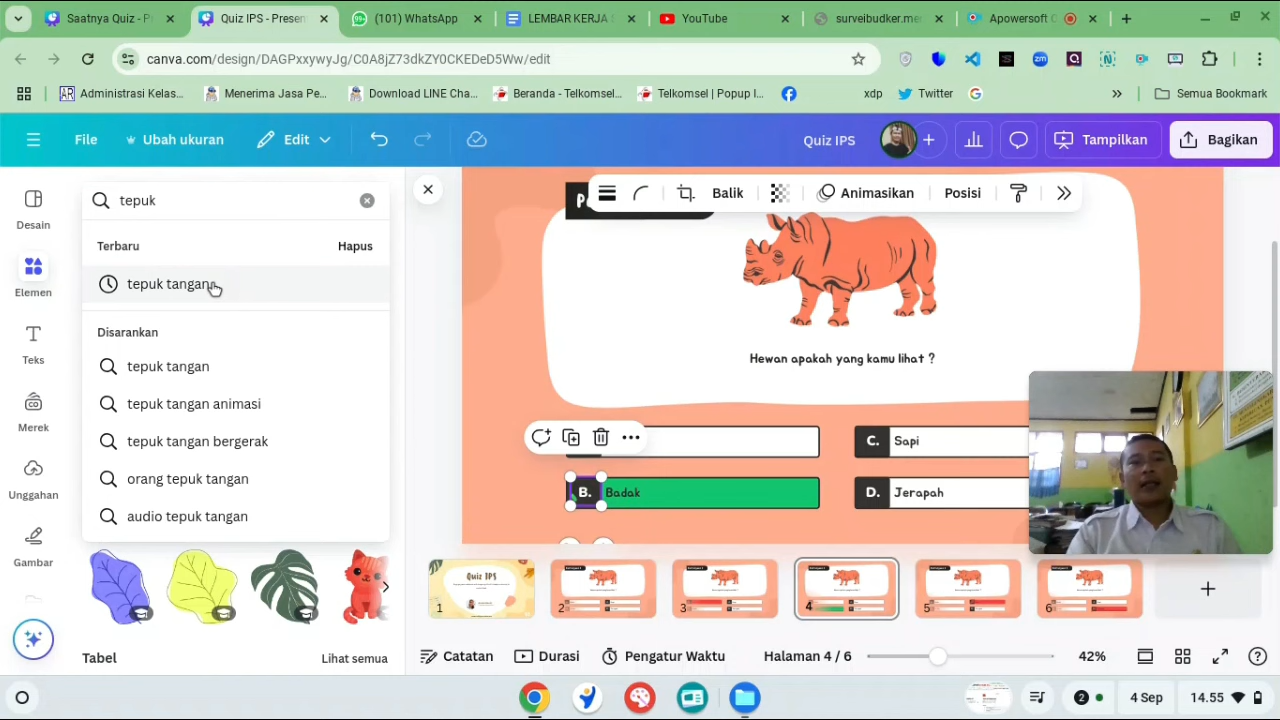 Saatnya Quiz - P
Quiz IPS - Presen
(101) WhatsApp
LEMBAR KERJA S
YouTube
surveibudker.me
Apowersoft C
canva.com/design/DAGPxxywyJg/C0A8jZ73dkZY0CKEDeD5Ww/edit
Administrasi Kelas...
Menerima Jasa Pe...
Download LINE Cha...
Beranda - Telkomsel...
Telkomsel | Popup I...
xdp
Twitter
Semua Bookmark
File
Ubah ukuran
Edit
Quiz IPS
Tampilkan
Bagikan
Desain
Elemen
Teks
Merek
Unggahan
Gambar
tepuk
Terbaru
Hapus
tepuk tangan
Disarankan
tepuk tangan
tepuk tangan animasi
tepuk tangan bergerak
orang tepuk tangan
audio tepuk tangan
Tabel
Lihat semua
Balik
Animasikan
Posisi
Hewan apakah yang kamu lihat ?
B. Badak
C. Sapi
D. Jerapah
1
Quiz IPS
2
3
4
5
6
Catatan
Durasi
Pengatur Waktu
Halaman 4 / 6
42%
2
4 Sep
14.55